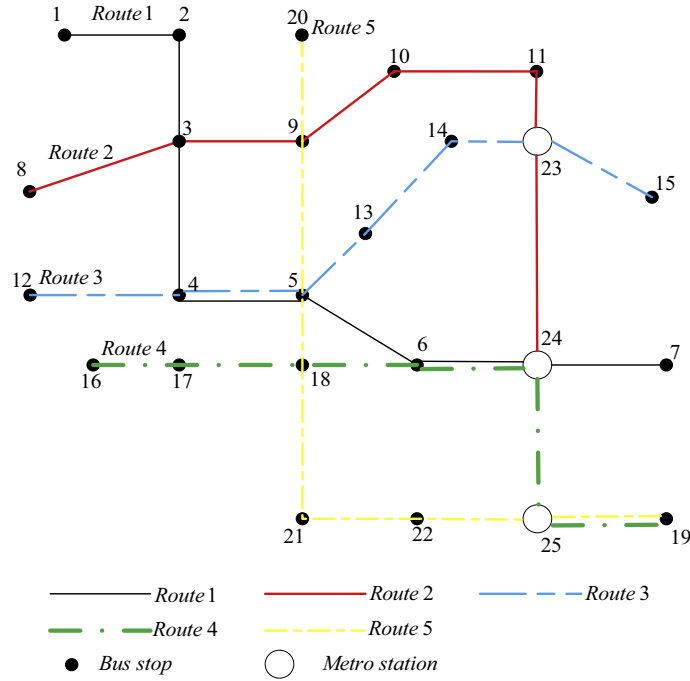 1 Route 1 2 20 Route 5
10 11
3 9 14
Route 2 23
8 15
13
12 Route 3 4 5
6 24 7
Route 4
16 17 18
21 22 25 19
Route 1 Route 2 Route 3
Route 4 Route 5
Bus stop Metro station